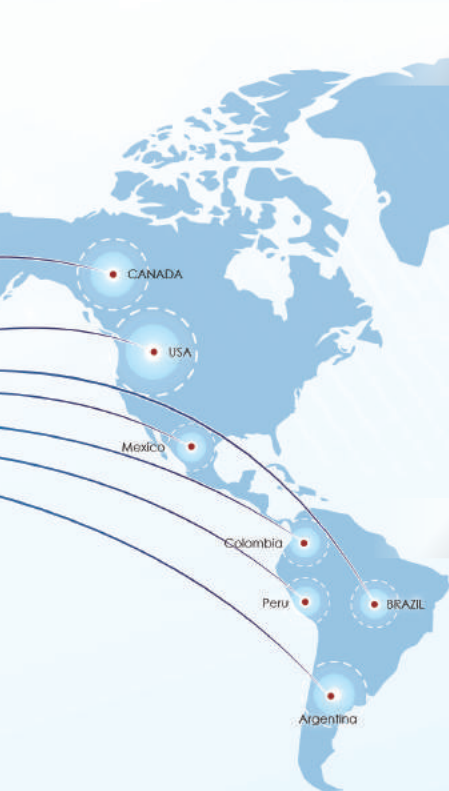 CANADA
USA
Mexico
Colombia
Peru
BRAZIL
Argentina